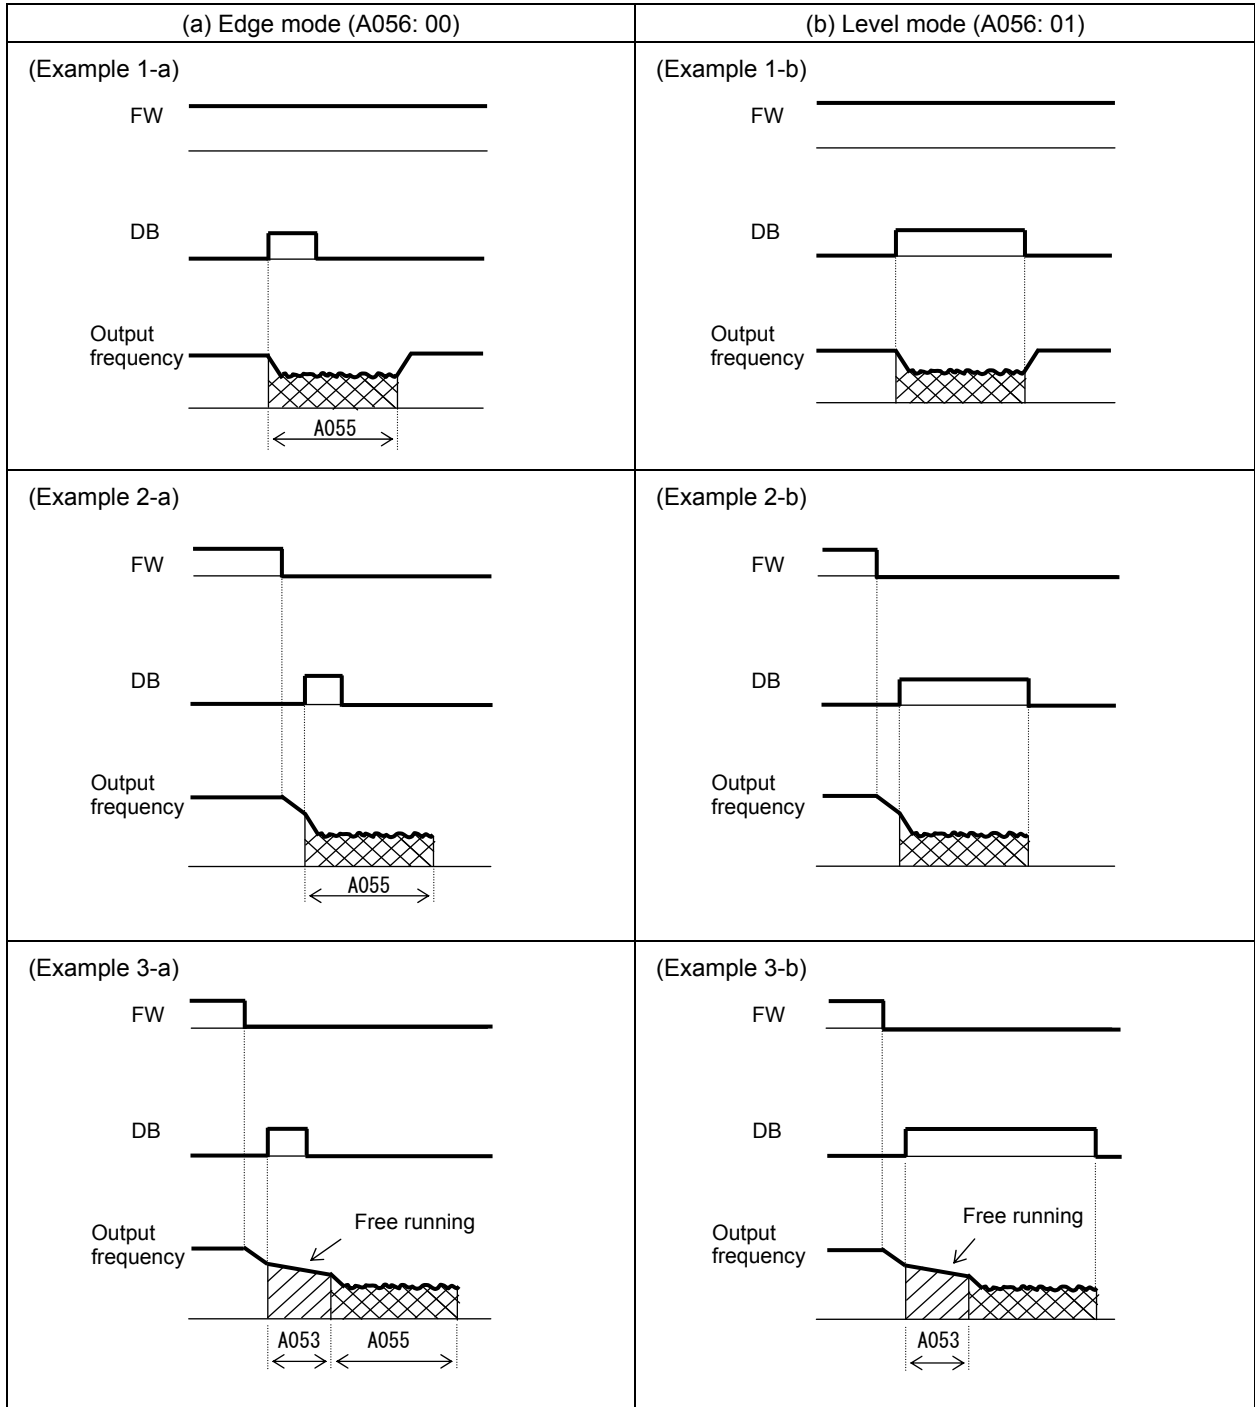 (a) Edge mode (A056: 00)
(b) Level mode (A056: 01)
(Example 1-a)
FW
DB
Output
frequency
A055
(Example 1-b)
FW
DB
Output
frequency
(Example 2-a)
FW
DB
Output
frequency
A055
(Example 2-b)
FW
DB
Output
frequency
(Example 3-a)
FW
DB
Free running
Output
frequency
A053
A055
(Example 3-b)
FW
DB
Free running
Output
frequency
A053